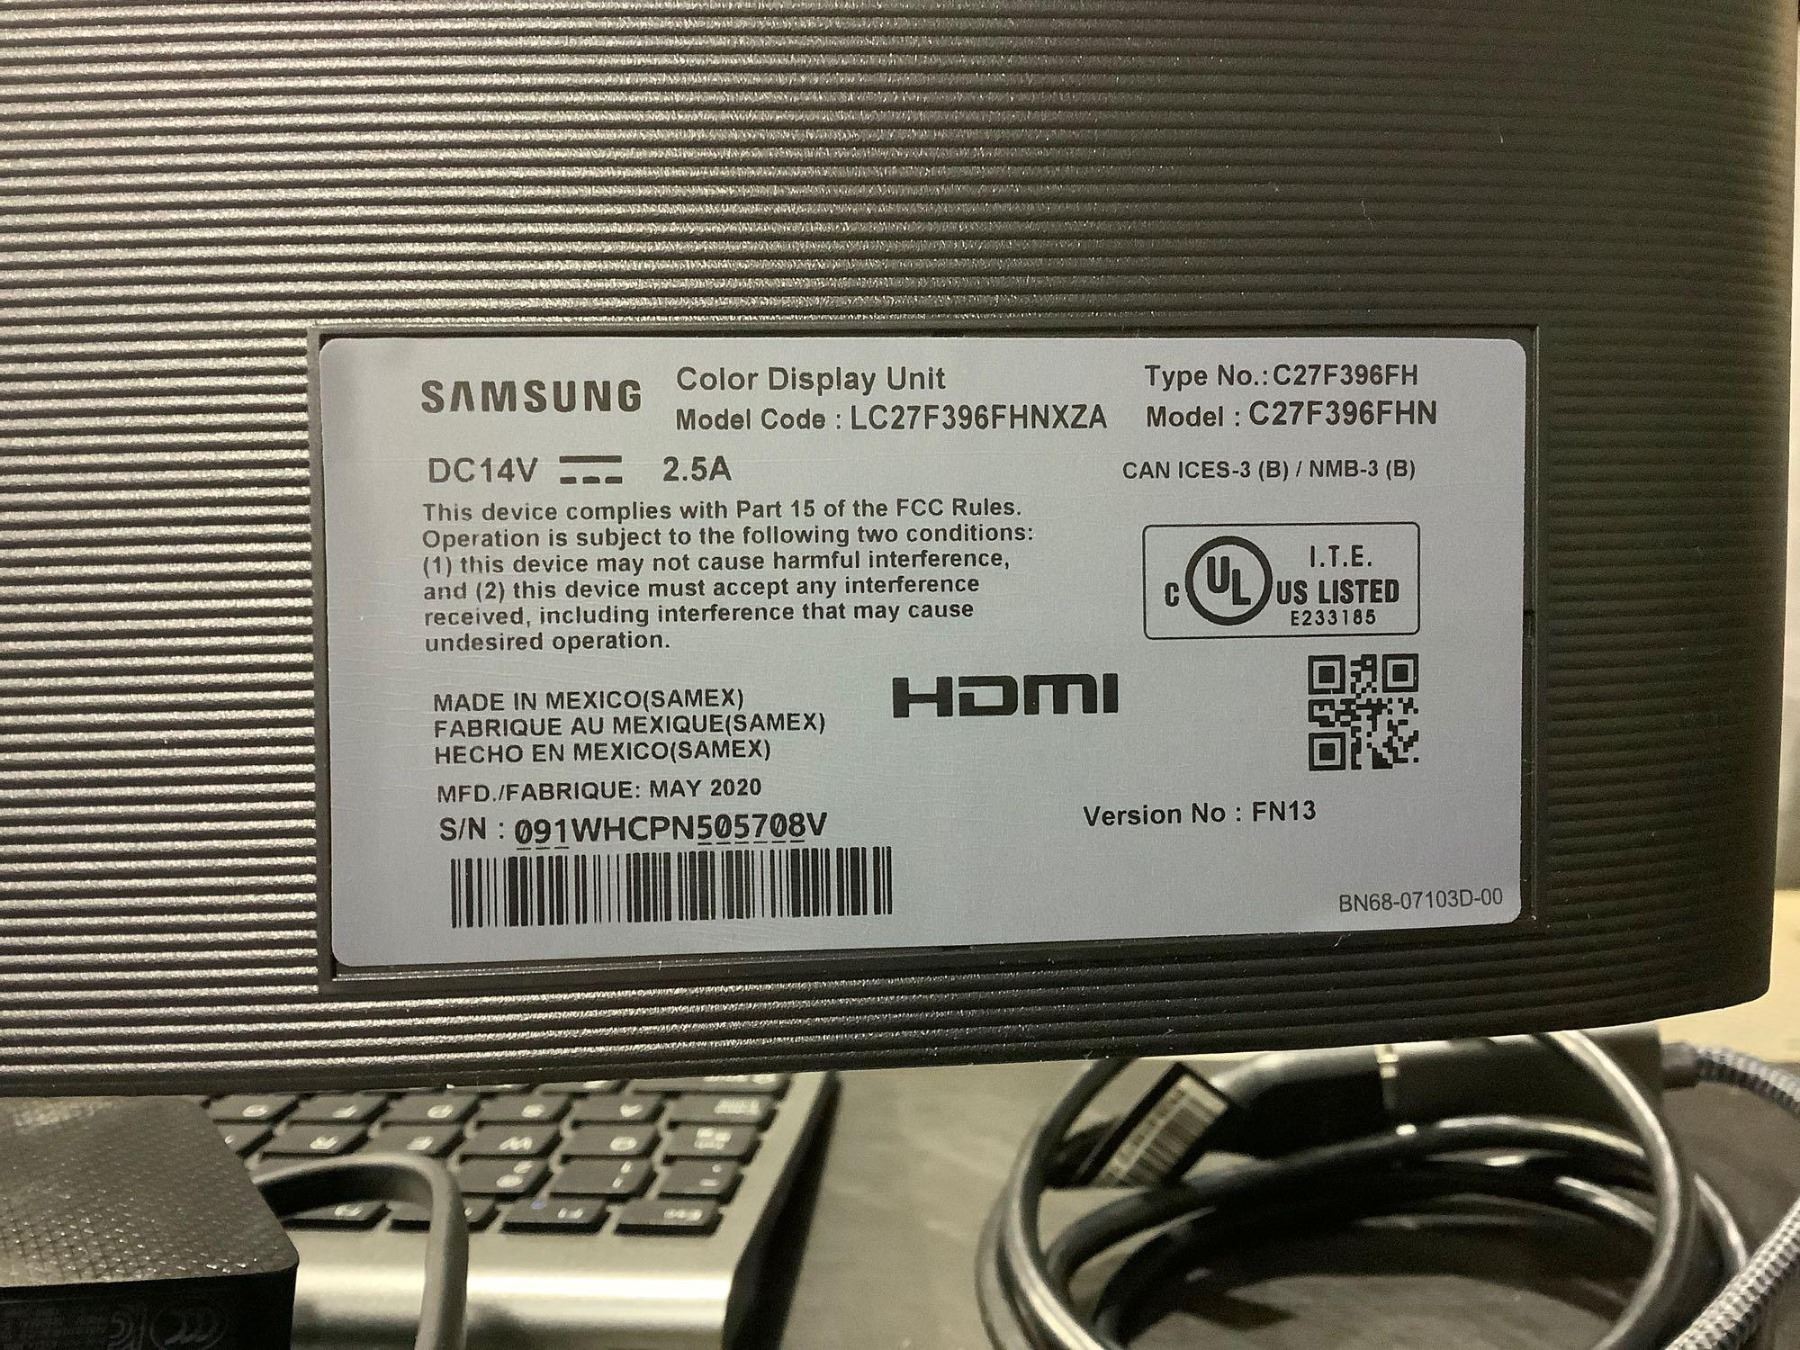 SAMSUNG
Color Display Unit
Model Code : LC27F396FHNXZA
Type No.:C27F396FH
Model : C27F396FHN
DC14V 2.5A
CAN ICES-3 (B) / NMB-3 (B)
This device complies with Part 15 of the FCC Rules.
Operation is subject to the following two conditions:
(1) this device may not cause harmful interference,
and (2) this device must accept any interference
received, including interference that may cause
undesired operation.
C UL US LISTED
I.T.E.
E233185
MADE IN MEXICO(SAMEX)
FABRIQUE AU MEXIQUE(SAMEX)
HECHO EN MEXICO(SAMEX)
HDMI
MFD./FABRIQUE: MAY 2020
S/N : 091WHCPN505708V
Version No : FN13
BN68-07103D-00